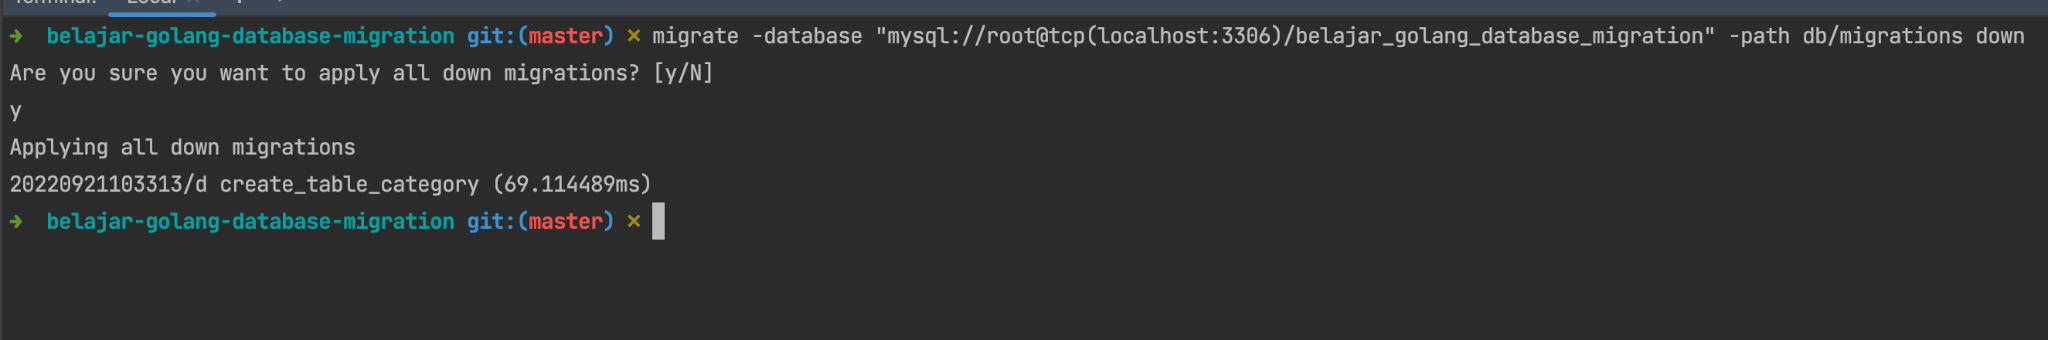 ➜  belajar-golang-database-migration git:(master) ✗ migrate -database "mysql://root@tcp(localhost:3306)/belajar_golang_database_migration" -path db/migrations down
Are you sure you want to apply all down migrations? [y/N]
y
Applying all down migrations
20220921103313/d create_table_category (69.114489ms)
➜  belajar-golang-database-migration git:(master) ✗